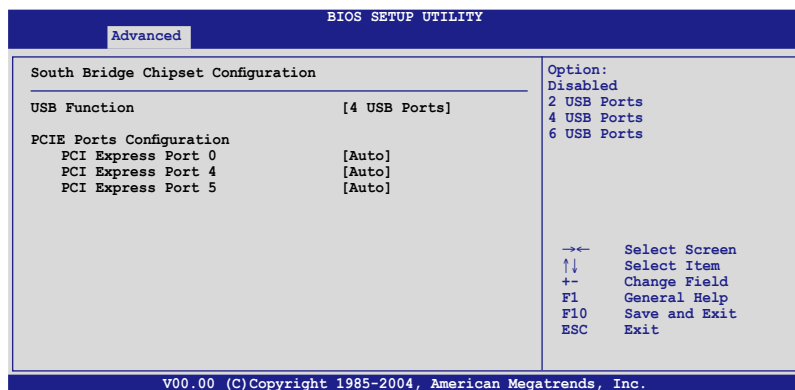 BIOS SETUP UTILITY
Advanced
South Bridge Chipset Configuration
USB Function [4 USB Ports]
PCIE Ports Configuration
PCI Express Port 0 [Auto]
PCI Express Port 4 [Auto]
PCI Express Port 5 [Auto]
Option:
Disabled
2 USB Ports
4 USB Ports
6 USB Ports
→← Select Screen
↑↓ Select Item
+- Change Field
F1 General Help
F10 Save and Exit
ESC Exit
V00.00 (C)Copyright 1985-2004, American Megatrends, Inc.